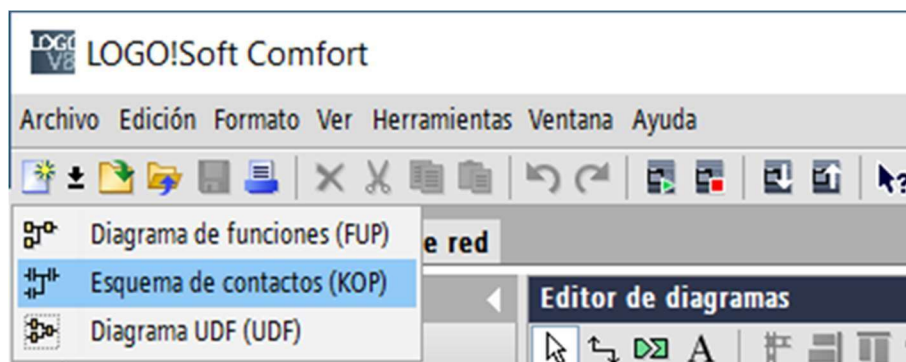 LOGO!Soft Comfort
Archivo Edición Formato Ver Herramientas Ventana Ayuda
Diagrama de funciones (FUP)
e red
Esquema de contactos (KOP)
Editor de diagramas
Diagrama UDF (UDF)
A